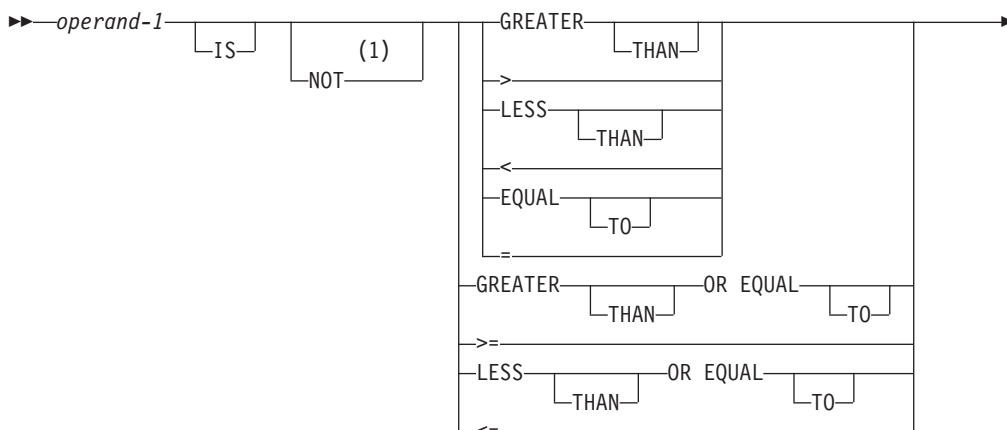 operand-1 IS NOT (1) GREATER THAN
>
LESS THAN
<
EQUAL TO
=
GREATER THAN OR EQUAL TO
>=
LESS THAN OR EQUAL TO
<=